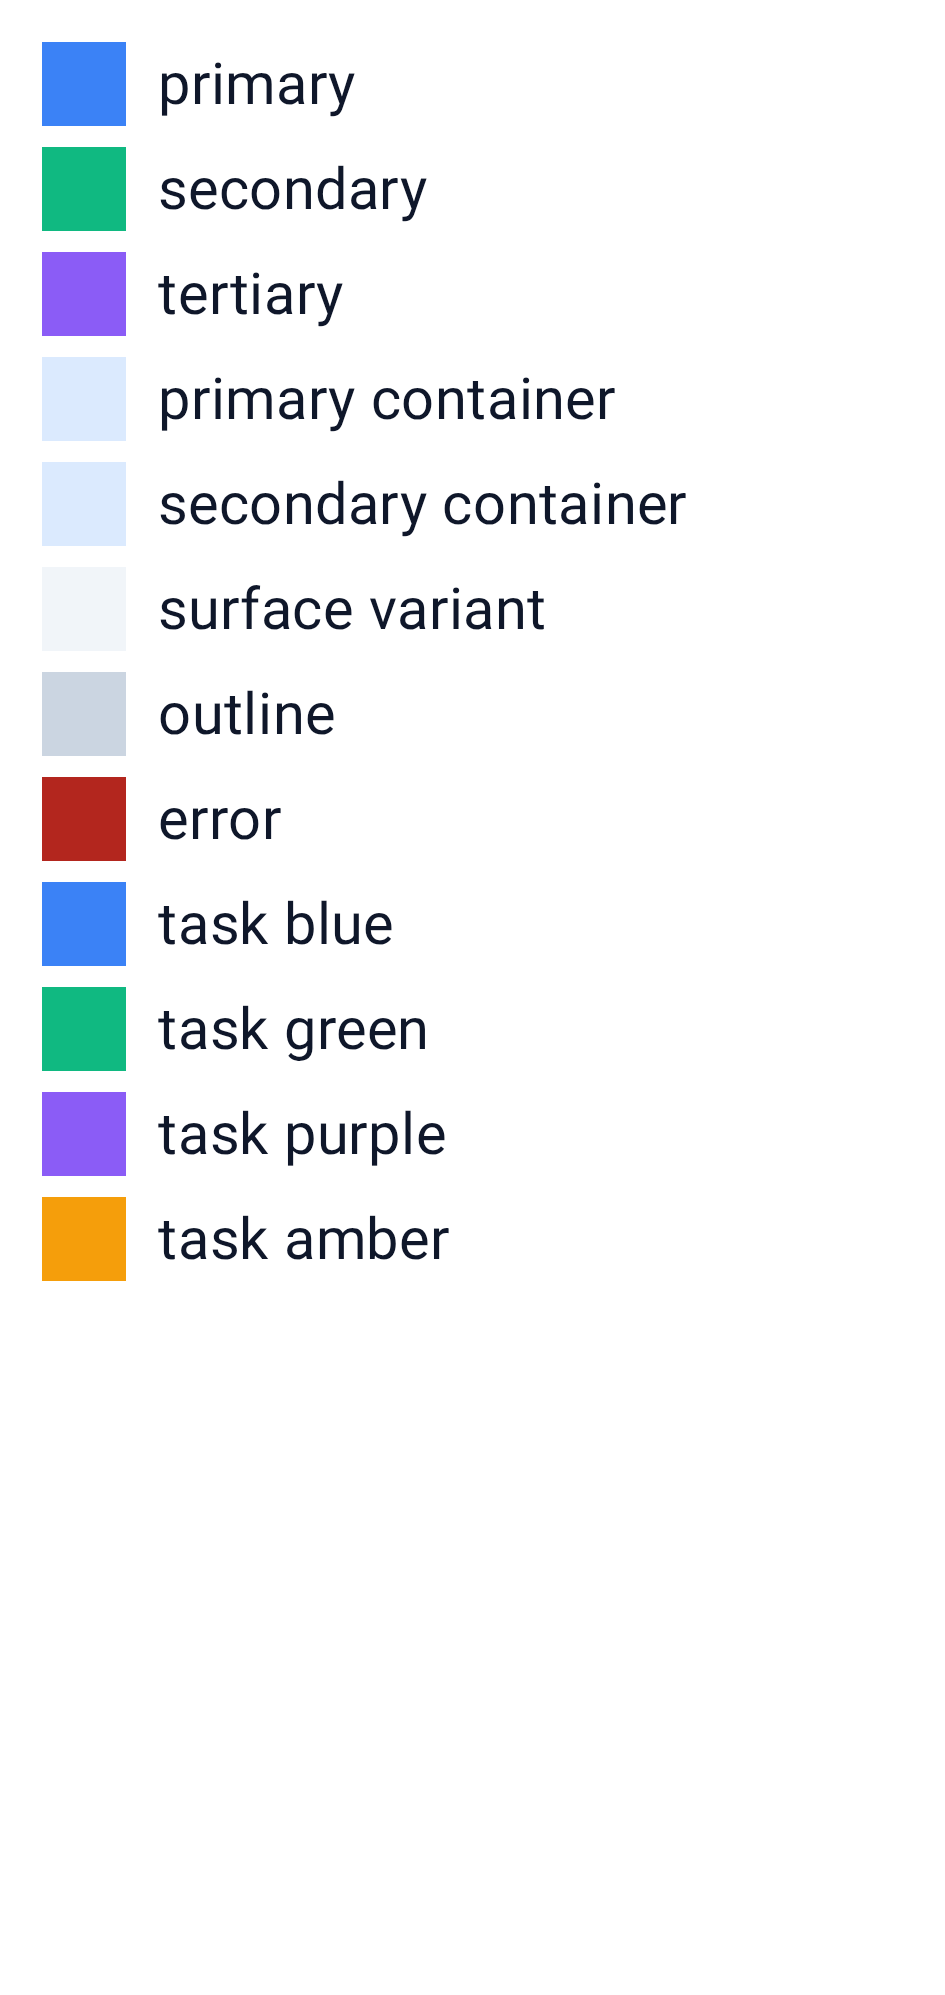 primary
secondary
tertiary
primary container
secondary container
surface variant
outline
error
task blue
task green
task purple
task amber